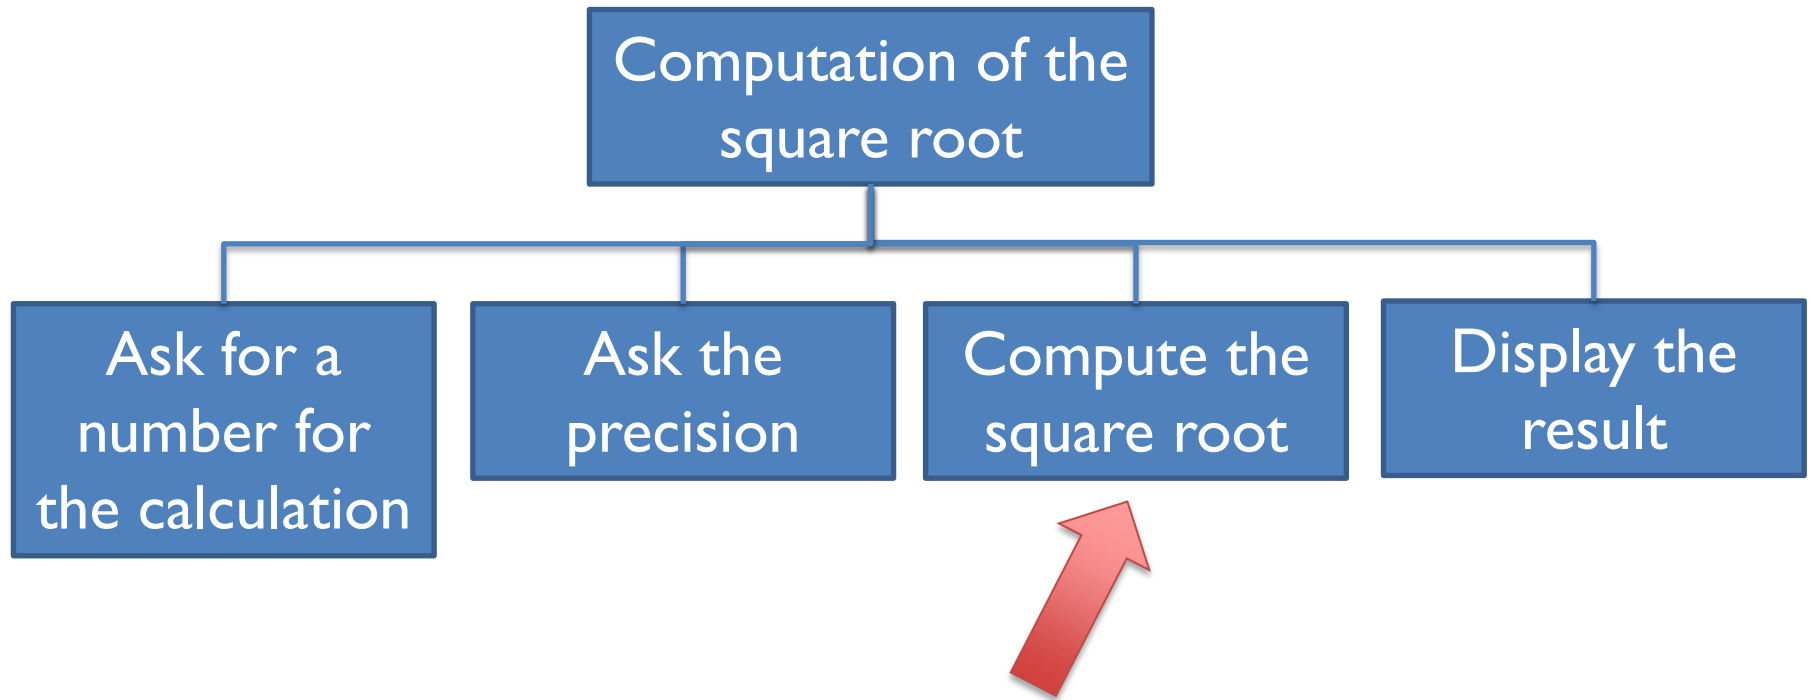 Computation of the
square root
Ask for a
number for
the calculation
Ask the
precision
Compute the
square root
Display the
result